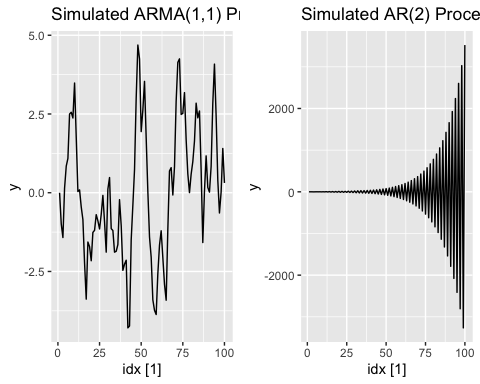 Simulated ARMA(1,1) Pr
5.0
2.5
0.0
-2.5
y
0 25 50 75 100
idx [1]
Simulated AR(2) Proce
2000
0
-2000
y
0 25 50 75 100
idx [1]